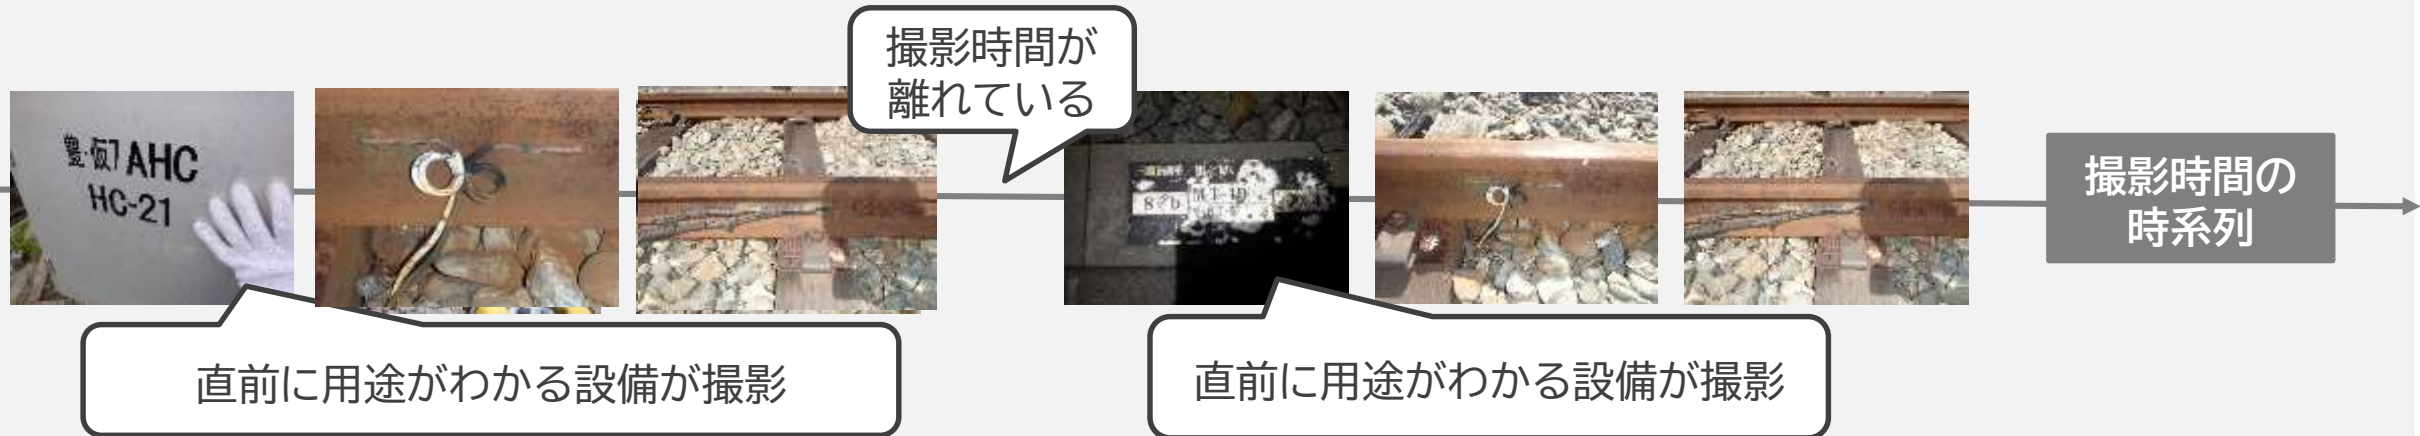 撮影時間が
離れている
豊·仮7 AHC
HC-21
撮影時間の
時系列
直前に用途がわかる設備が撮影
直前に用途がわかる設備が撮影